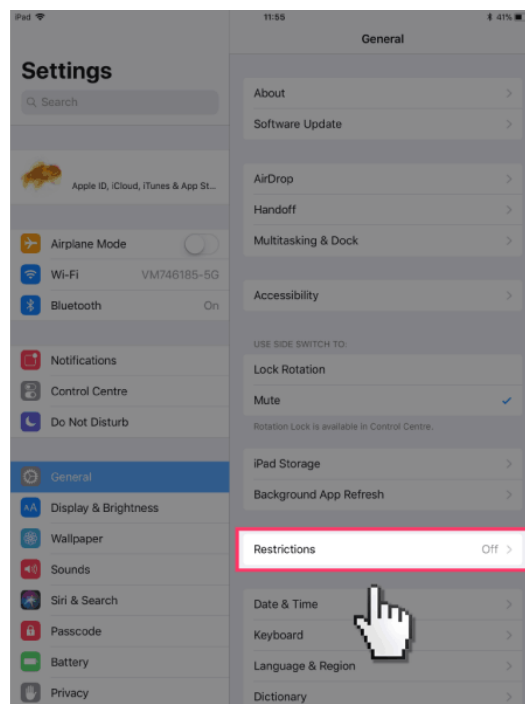 iPad
11:55
41%
Settings
Search
Apple ID, iCloud, iTunes & App St...
Airplane Mode
Wi-Fi VM746185-5G
Bluetooth On
Notifications
Control Centre
Do Not Disturb
General
AA Display & Brightness
Wallpaper
Sounds
Siri & Search
Passcode
Battery
Privacy
General
About
Software Update
AirDrop
Handoff
Multitasking & Dock
Accessibility
USE SIDE SWITCH TO:
Lock Rotation
Mute
Rotation Lock is available in Control Centre.
iPad Storage
Background App Refresh
Restrictions Off
Date & Time
Keyboard
Language & Region
Dictionary